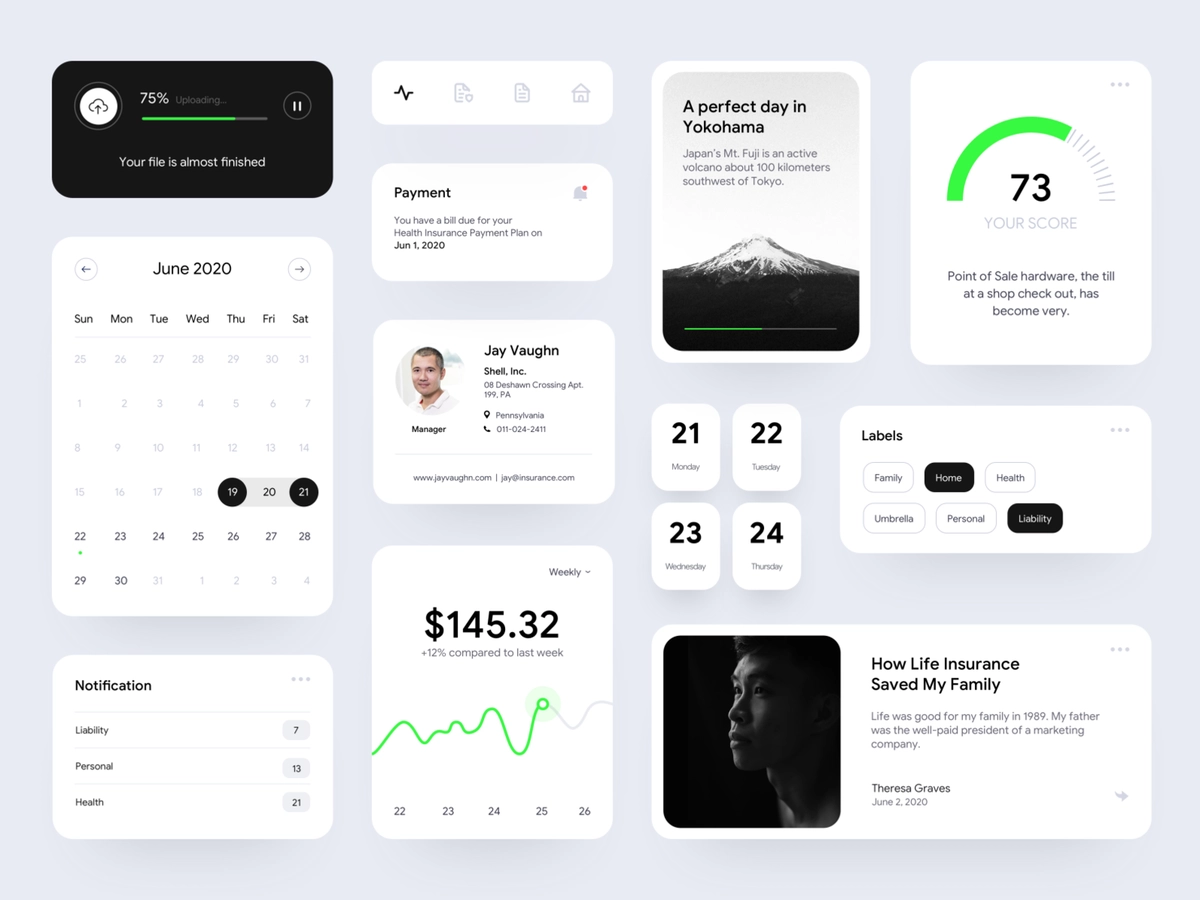 75% Uploading...
Your file is almost finished
June 2020
Sun Mon Tue Wed Thu Fri Sat
25 26 27 28 29 30 31
1 2 3 4 5 6 7
8 9 10 11 12 13 14
15 16 17 18 19 20 21
22 23 24 25 26 27 28
29 30 31 1 2 3 4
Notification
Liability 7
Personal 13
Health 21
Payment
You have a bill due for your
Health Insurance Payment Plan on
Jun 1, 2020
Jay Vaughn
Shell, Inc.
08 Deshawn Crossing Apt.
199, PA
Pennsylvania
011-024-2411
Manager
www.jayvaughn.com | jay@insurance.com
Weekly
$145.32
+12% compared to last week
22 23 24 25 26
A perfect day in
Yokohama
Japan's Mt. Fuji is an active
volcano about 100 kilometers
southwest of Tokyo.
73
YOUR SCORE
Point of Sale hardware, the till
at a shop check out, has
become very.
21
Monday
22
Tuesday
23
Wednesday
24
Thursday
Labels
Family Home Health
Umbrella Personal Liability
How Life Insurance
Saved My Family
Life was good for my family in 1989. My father
was the well-paid president of a marketing
company.
Theresa Graves
June 2, 2020